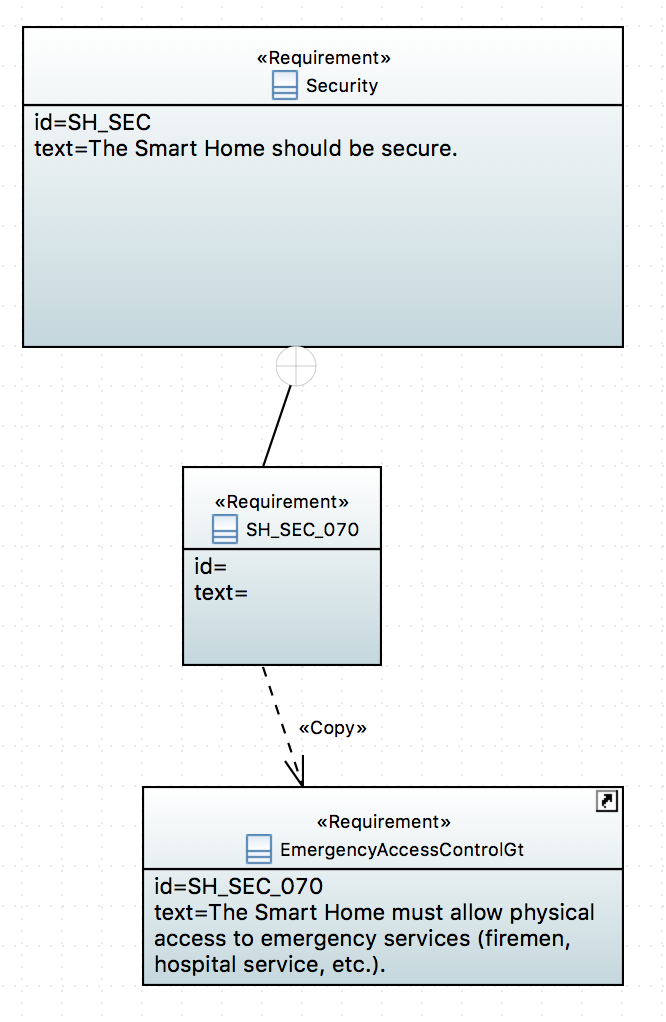 «Requirement»
Security
id=SH_SEC
text=The Smart Home should be secure.
«Requirement»
SH_SEC_070
id=
text=
«Copy»
«Requirement»
EmergencyAccessControlGt
id=SH_SEC_070
text=The Smart Home must allow physical
access to emergency services (firemen,
hospital service, etc.).